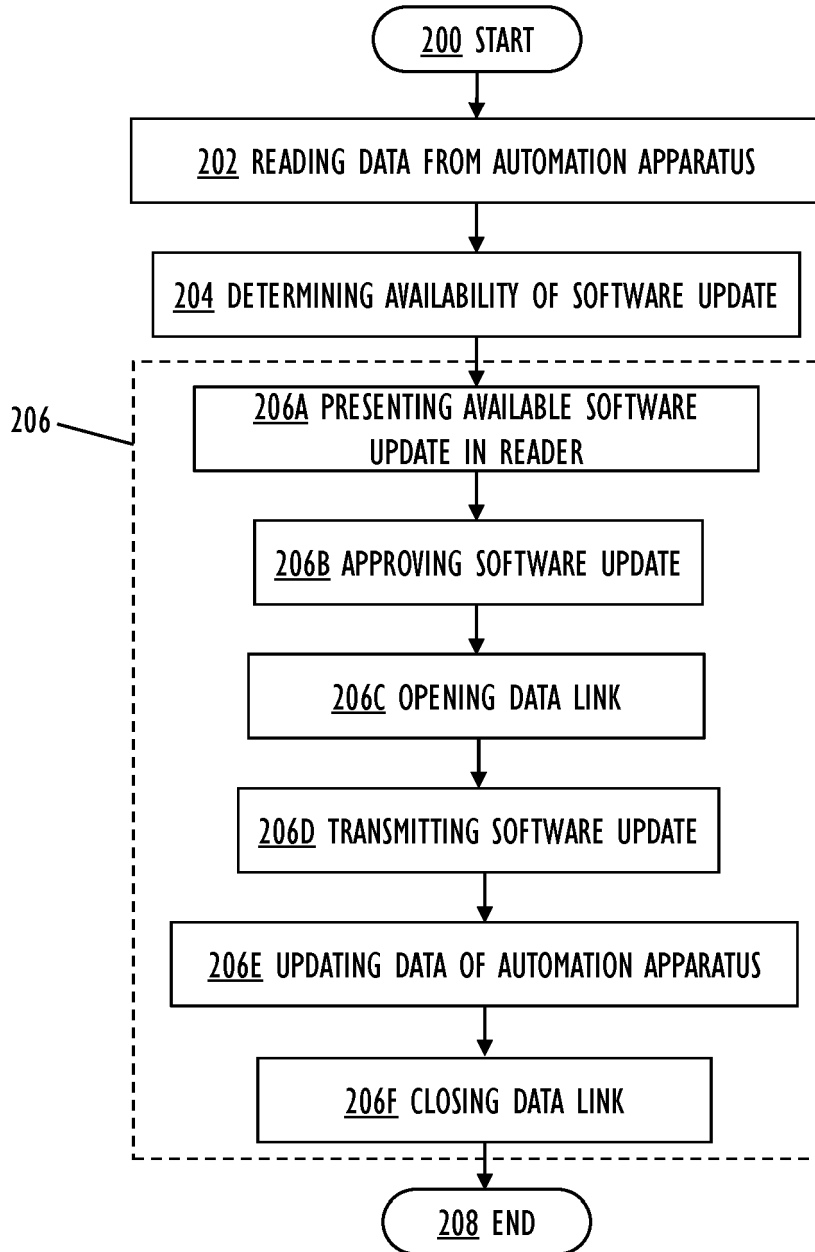 200 START
202 READING DATA FROM AUTOMATION APPARATUS
204 DETERMINING AVAILABILITY OF SOFTWARE UPDATE
206
206A PRESENTING AVAILABLE SOFTWARE
UPDATE IN READER
206B APPROVING SOFTWARE UPDATE
206C OPENING DATA LINK
206D TRANSMITTING SOFTWARE UPDATE
206E UPDATING DATA OF AUTOMATION APPARATUS
206F CLOSING DATA LINK
208 END